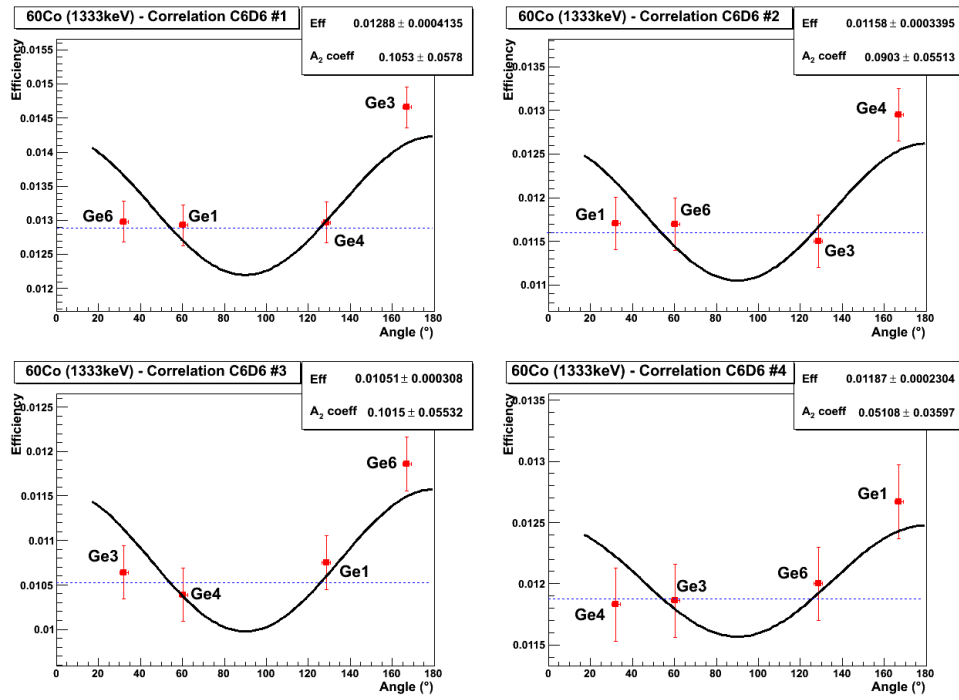 60Co (1333keV) - Correlation C6D6 #1
Eff 0.01288 ± 0.0004135
A2 coeff 0.1053 ± 0.0578
Efficiency
0.0155
0.015
0.0145
0.014
0.0135
0.013
0.0125
0.012
Ge6
Ge1
Ge4
Ge3
0 20 40 60 80 100 120 140 160 180
Angle (°)
60Co (1333keV) - Correlation C6D6 #2
Eff 0.01158 ± 0.0003395
A2 coeff 0.0903 ± 0.05513
Efficiency
0.0135
0.013
0.0125
0.012
0.0115
0.011
Ge1
Ge6
Ge3
Ge4
0 20 40 60 80 100 120 140 160 180
Angle (°)
60Co (1333keV) - Correlation C6D6 #3
Eff 0.01051 ± 0.000308
A2 coeff 0.1015 ± 0.05532
Efficiency
0.0125
0.012
0.0115
0.011
0.0105
0.01
Ge3
Ge4
Ge1
Ge6
0 20 40 60 80 100 120 140 160 180
Angle (°)
60Co (1333keV) - Correlation C6D6 #4
Eff 0.01187 ± 0.0002304
A2 coeff 0.05108 ± 0.03597
Efficiency
0.0135
0.013
0.0125
0.012
0.0115
Ge4
Ge3
Ge6
Ge1
0 20 40 60 80 100 120 140 160 180
Angle (°)